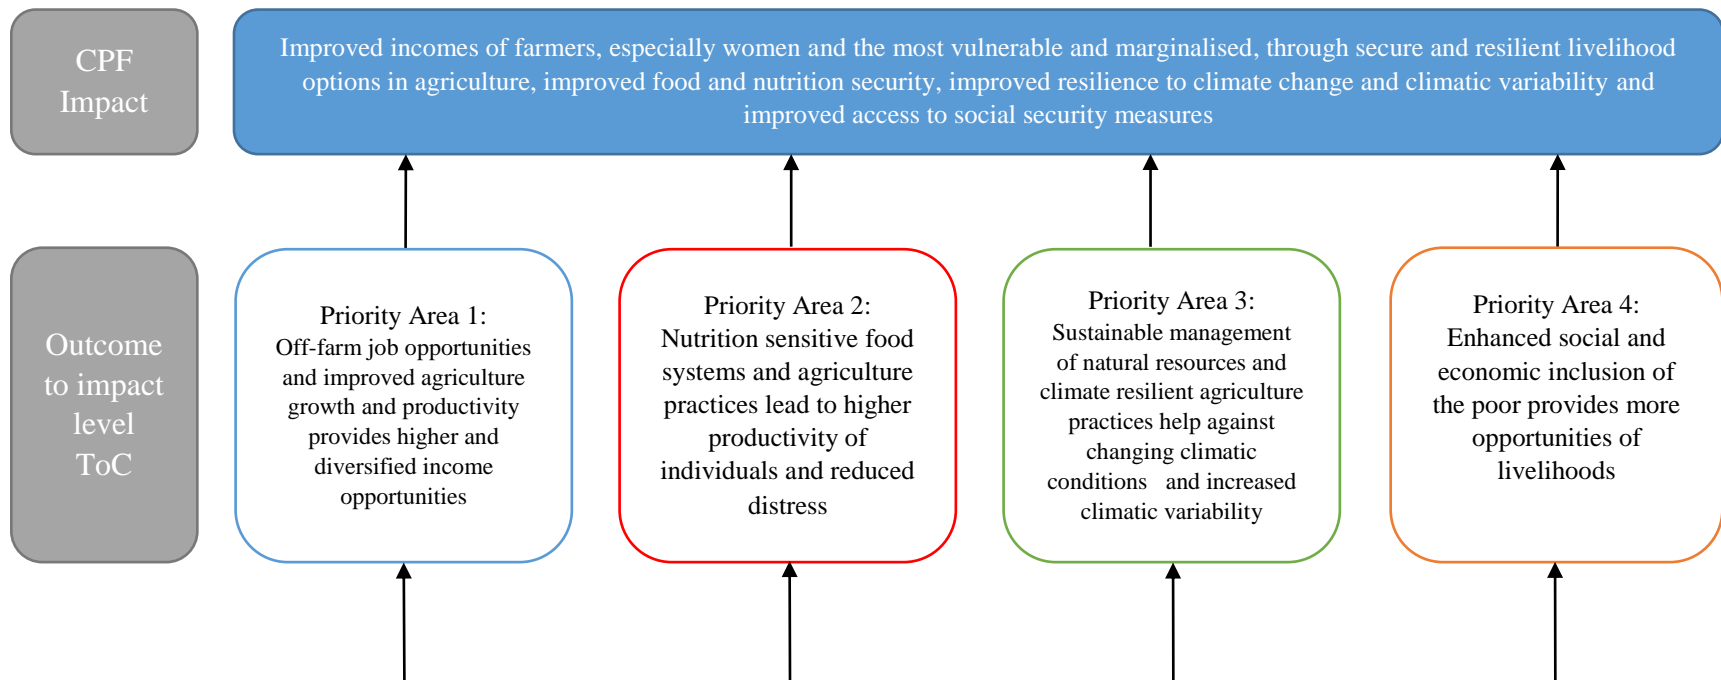 CPF
Impact
Improved incomes of farmers, especially women and the most vulnerable and marginalised, through secure and resilient livelihood
options in agriculture, improved food and nutrition security, improved resilience to climate change and climatic variability and
improved access to social security measures
Outcome
to impact
level
ToC
Priority Area 1:
Off-farm job opportunities
and improved agriculture
growth and productivity
provides higher and
diversified income
opportunities
Priority Area 2:
Nutrition sensitive food
systems and agriculture
practices lead to higher
productivity of
individuals and reduced
distress
Priority Area 3:
Sustainable management
of natural resources and
climate resilient agriculture
practices help against
changing climatic
conditions and increased
climatic variability
Priority Area 4:
Enhanced social and
economic inclusion of
the poor provides more
opportunities of
livelihoods